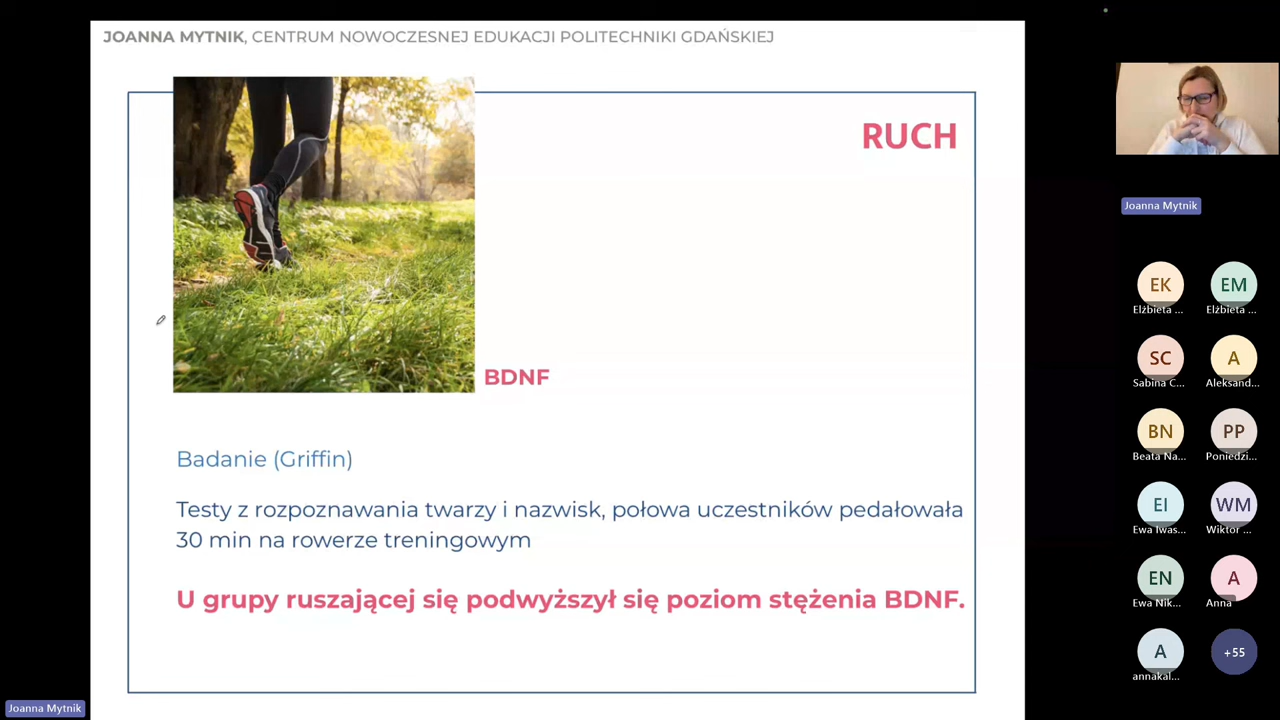 JOANNA MYTNIK, CENTRUM NOWOCZESNEJ EDUKACJI POLITECHNIKI GDAŃSKIEJ
RUCH
BDNF
Badanie (Griffin)
Testy z rozpoznawania twarzy i nazwisk, połowa uczestników pedałowała
30 min na rowerze treningowym
U grupy ruszającej się podwyższył się poziom stężenia BDNF.
Joanna Mytnik
EK
EM
Elżbieta ...
Elżbieta ...
SC
A
Sabina C...
Aleksand...
BN
PP
Beata Na...
Poniedzi...
EI
WM
Ewa Iwas...
Wiktor ...
EN
A
Ewa Nik...
Anna
A
+55
annakal...
Joanna Mytnik